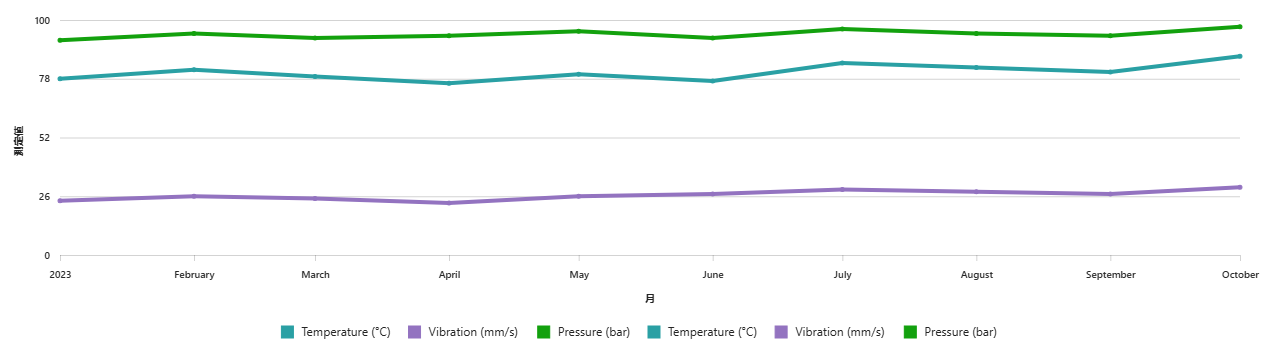 100
78
52
26
0
測定値
2023 February March April May June July August September October
月
Temperature (°C) Vibration (mm/s) Pressure (bar) Temperature (°C) Vibration (mm/s) Pressure (bar)